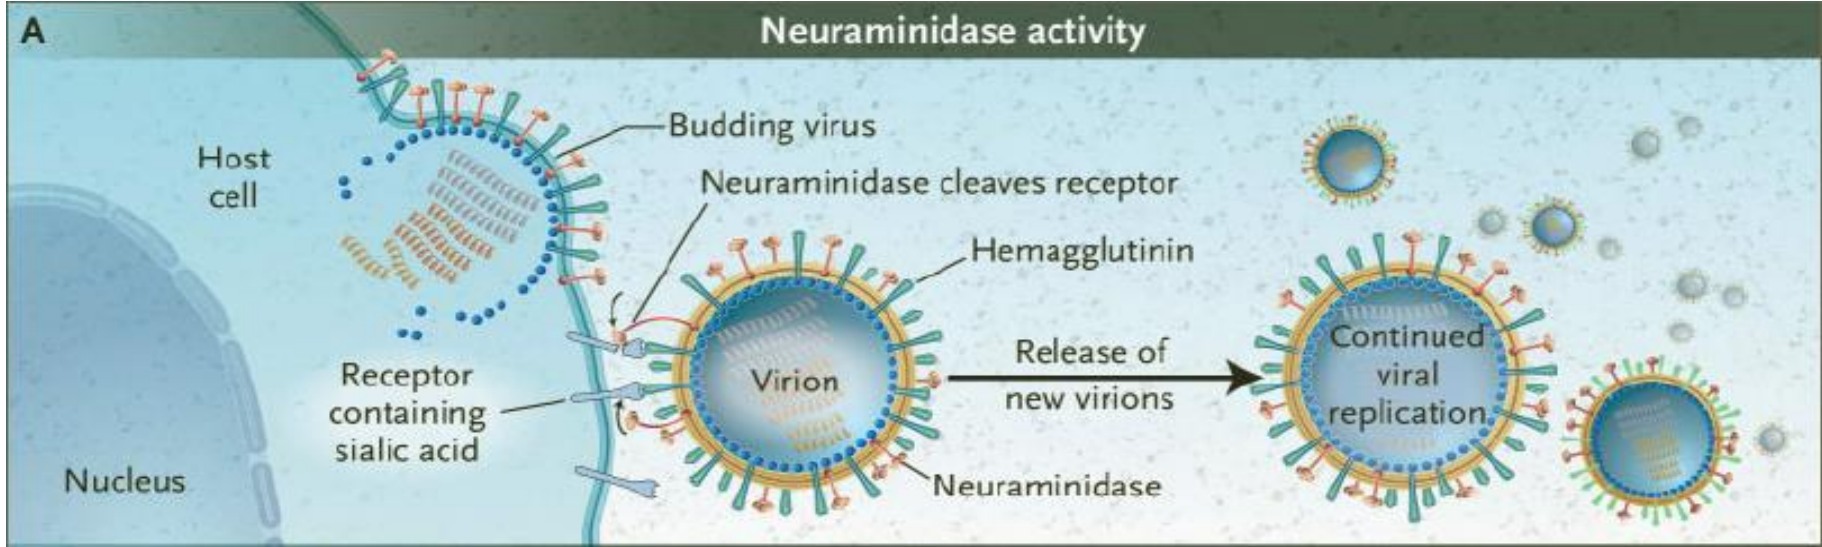 A
Neuraminidase activity
Host
cell
Budding virus
Neuraminidase cleaves receptor
Hemagglutinin
Receptor
containing
sialic acid
Nucleus
Virion
Neuraminidase
Release of
new virions
Continued
viral
replication